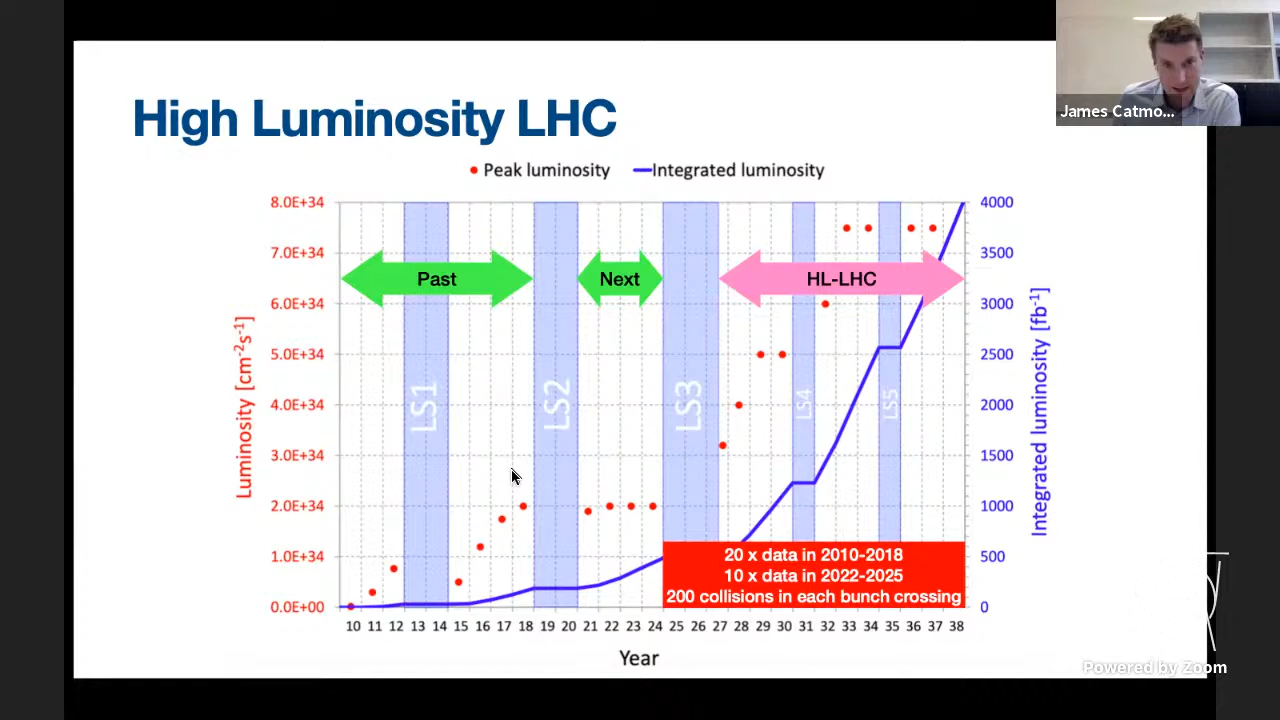 High Luminosity LHC
James Catmo...
Peak luminosity Integrated luminosity
8.0E+34
7.0E+34
6.0E+34
5.0E+34
4.0E+34
3.0E+34
2.0E+34
1.0E+34
0.0E+00
Luminosity [cm⁻²s⁻¹]
Past
Next
HL-LHC
LS1
LS2
LS3
LS4
LS5
20 x data in 2010-2018
10 x data in 2022-2025
200 collisions in each bunch crossing
4000
3500
3000
2500
2000
1500
1000
500
0
Integrated luminosity [fb⁻¹]
10 11 12 13 14 15 16 17 18 19 20 21 22 23 24 25 26 27 28 29 30 31 32 33 34 35 36 37 38
Year
Powered by Zoom